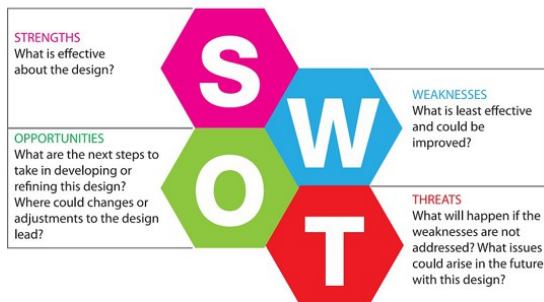 STRENGTHS
What is effective
about the design?
S
W
WEAKNESSES
What is least effective
and could be
improved?
OPPORTUNITIES
What are the next steps to
take in developing or
refining this design?
Where could changes or
adjustments to the design
lead?
O
T
THREATS
What will happen if the
weaknesses are not
addressed? What issues
could arise in the future
with this design?